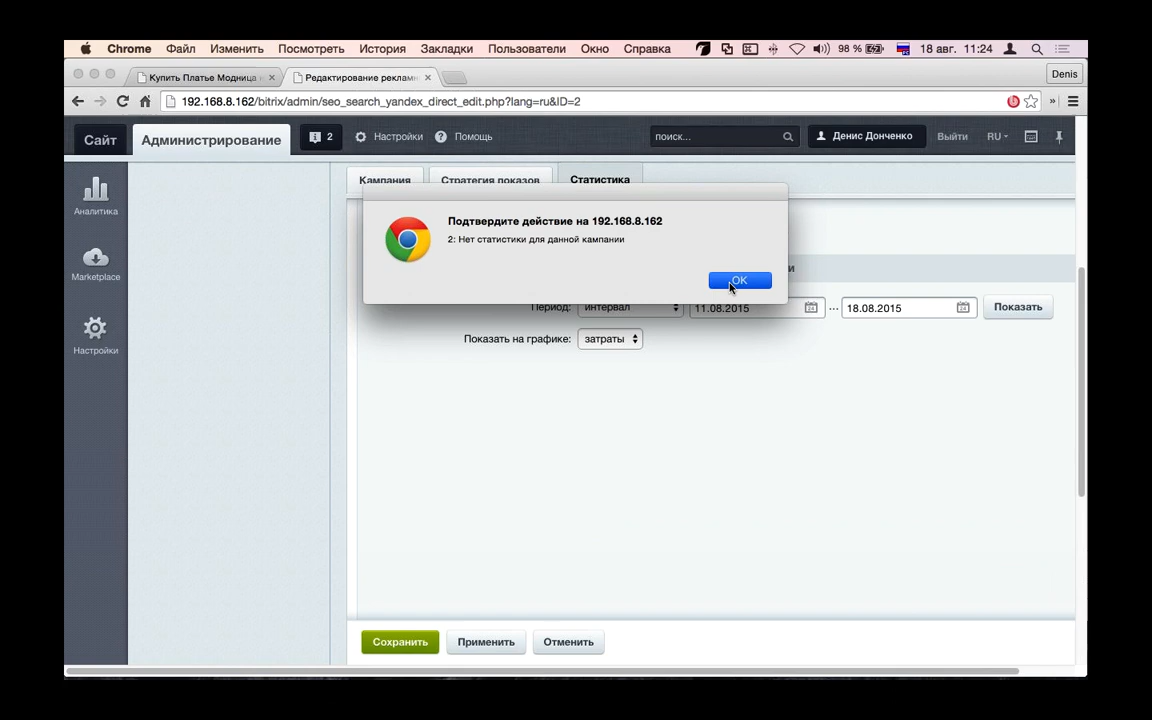 Chrome Файл Изменить Посмотреть История Закладки Пользователи Окно Справка 98 % 18 авг. 11:24
Купить Платье Модница Редактирование рекламн Denis
192.168.8.162/bitrix/admin/seo_search_yandex_direct_edit.php?lang=ru&ID=2
Сайт Администрирование 2 Настройки Помощь поиск... Денис Донченко Выйти RU
Аналитика
Marketplace
Настройки
Кампания Стратегия показов Статистика
Подтвердите действие на 192.168.8.162
2: Нет статистики для данной кампании
OK
и
Период: интервал 11.08.2015 ... 18.08.2015 Показать
Показать на графике: затраты
Сохранить Применить Отменить